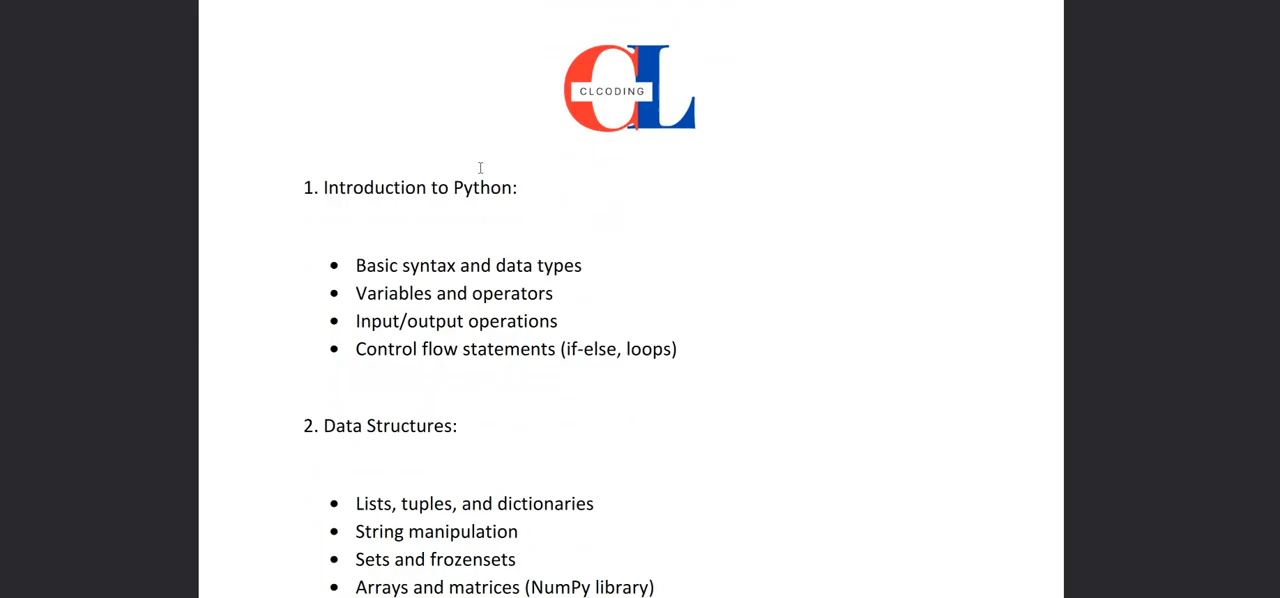 CL
CLCODING
1. Introduction to Python:
• Basic syntax and data types
• Variables and operators
• Input/output operations
• Control flow statements (if-else, loops)
2. Data Structures:
• Lists, tuples, and dictionaries
• String manipulation
• Sets and frozensets
• Arrays and matrices (NumPy library)